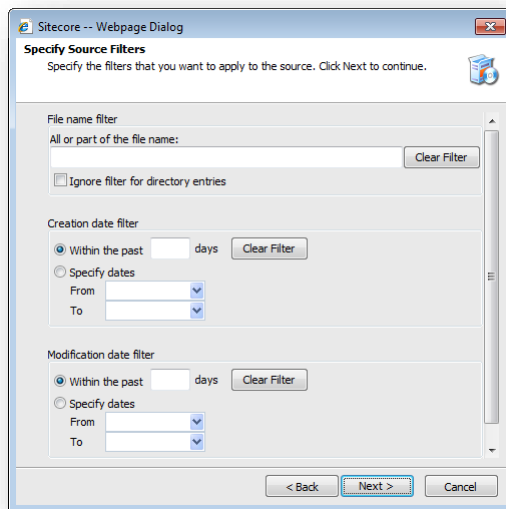 Sitecore -- Webpage Dialog
Specify Source Filters
Specify the filters that you want to apply to the source. Click Next to continue.
File name filter
All or part of the file name:
Clear Filter
Ignore filter for directory entries
Creation date filter
Within the past days Clear Filter
Specify dates
From
To
Modification date filter
Within the past days Clear Filter
Specify dates
From
To
< Back Next > Cancel